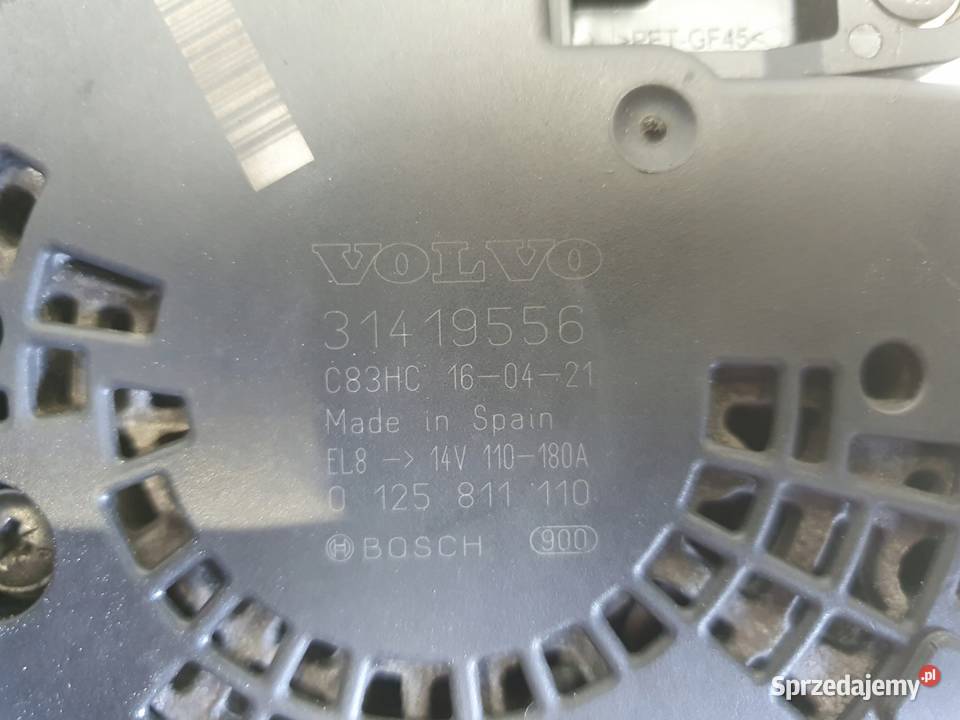 >PET-GF45<
VOLVO
31419556
C83HC 16-04-21
Made in Spain
EL8 -> 14V 110-180A
0 125 811 110
BOSCH 900
Sprzedajemy.pl